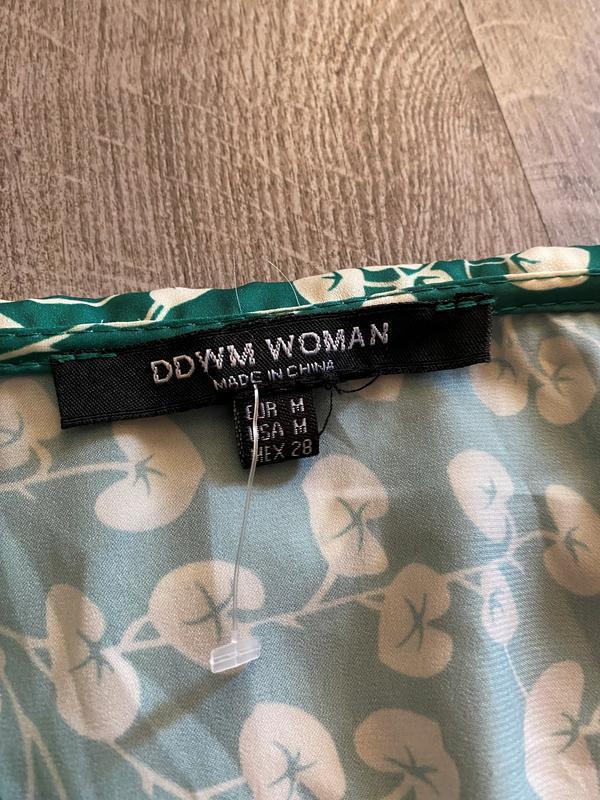 DDWM WOMAN
MADE IN CHINA
EUR M
USA M
MEX 28